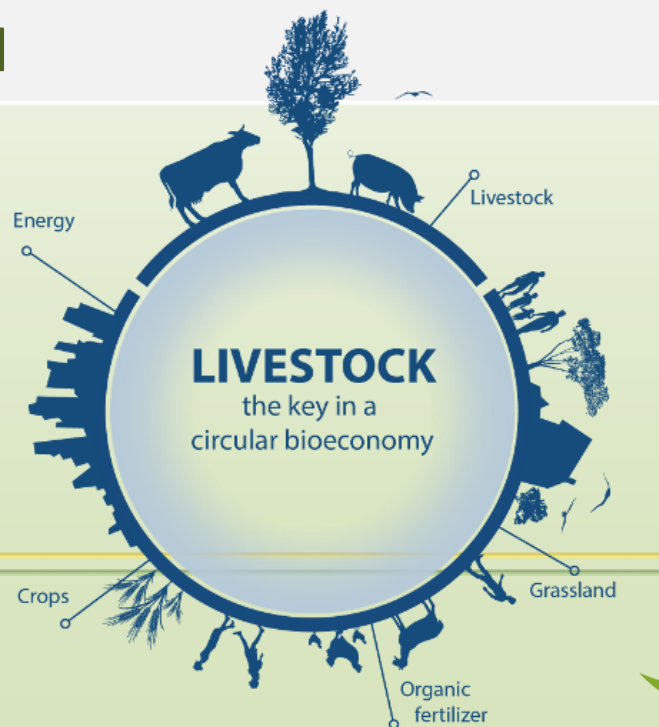 Livestock
Energy
LIVESTOCK
the key in a
circular bioeconomy
Grassland
Crops
Organic
fertilizer